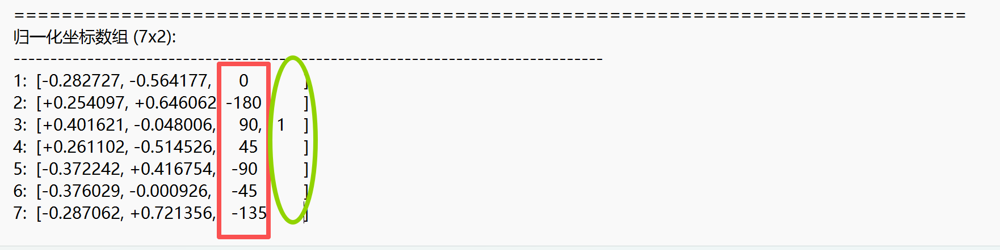 ================================================================================
归一化坐标数组 (7x2):
--------------------------------------------------------------------------------
1: [-0.282727, -0.564177, 0 ]
2: [+0.254097, +0.646062 -180 ]
3: [+0.401621, -0.048006, 90, 1 ]
4: [+0.261102, -0.514526, 45 ]
5: [-0.372242, +0.416754, -90 ]
6: [-0.376029, -0.000926, -45 ]
7: [-0.287062, +0.721356, -135 ]